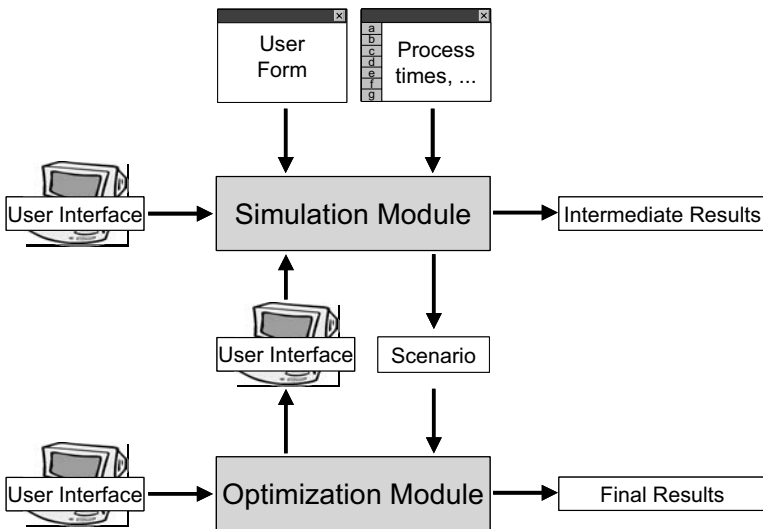 User
Form
a
b
c
d
e
f
g
Process
times, ...
User Interface
Simulation Module
Intermediate Results
User Interface
Scenario
User Interface
Optimization Module
Final Results